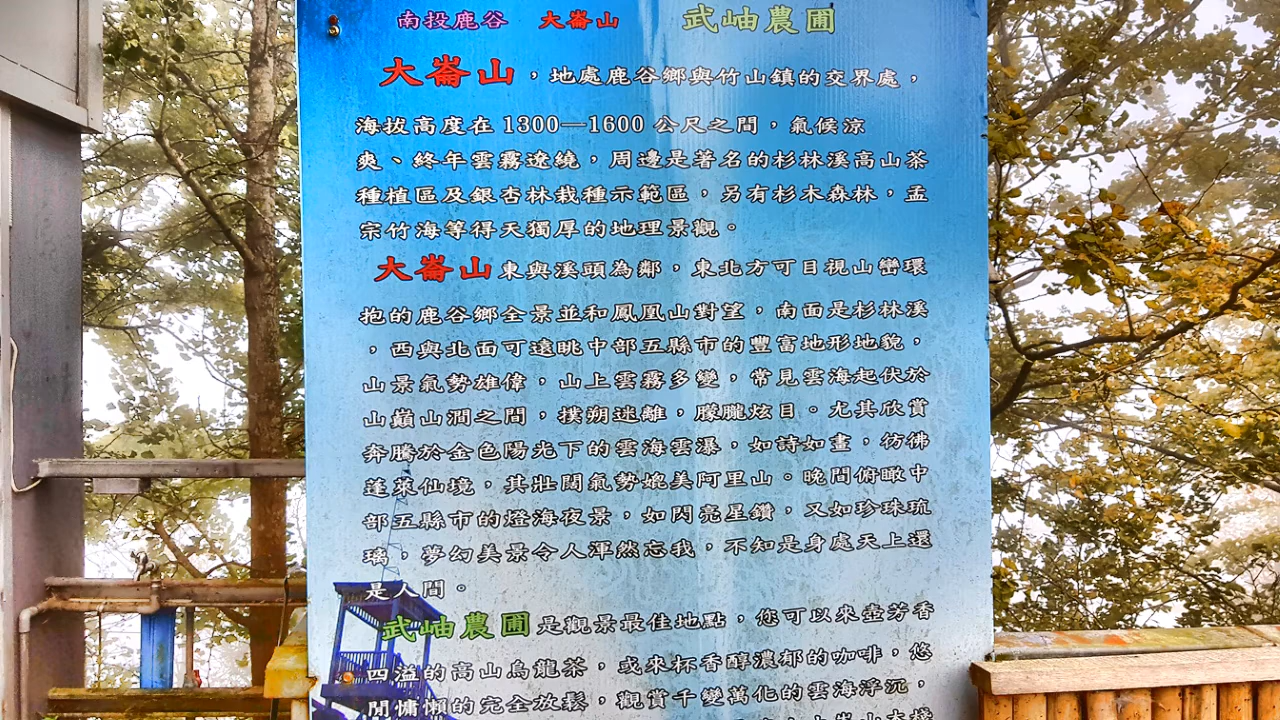 南投鹿谷 大崙山 武岫農圃
大崙山，地處鹿谷鄉與竹山鎮的交界處，
海拔高度在1300—1600公尺之間，氣候涼
爽、終年雲霧遼繞，周邊是著名的杉林溪高山茶
種植區及銀杏林栽種示範區，另有杉木森林，孟
宗竹海等得天獨厚的地理景觀。
大崙山東與溪頭為鄰，東北方可目視山巒環
抱的鹿谷鄉全景並和鳳凰山對望，南面是杉林溪
，西與北面可遠眺中部五縣市的豐富地形地貌，
山景氣勢雄偉，山上雲霧多變，常見雲海起伏於
山巔山澗之間，撲朔迷離，朦朧炫目。尤其欣賞
奔騰於金色陽光下的雲海雲瀑，如詩如畫，彷彿
蓬萊仙境，其壯闊氣勢媲美阿里山。晚間俯瞰中
部五縣市的燈海夜景，如閃亮星鑽，又如珍珠琉
璃，夢幻美景令人渾然忘我，不知是身處天上還
是人間。
武岫農圃是觀景最佳地點，您可以來壺芳香
四溢的高山烏龍茶，或來杯香醇濃郁的咖啡，悠
閒慵懶的完全放鬆，觀賞千變萬化的雲海浮沉，